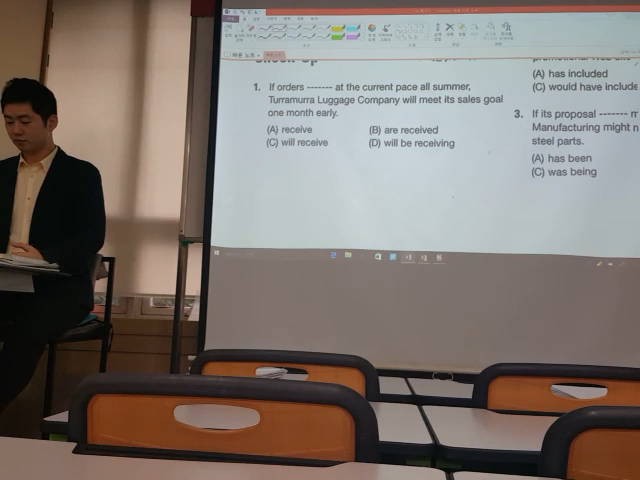 1. If orders ------- at the current pace all summer,
Turramurra Luggage Company will meet its sales goal
one month early.
(A) receive (B) are received
(C) will receive (D) will be receiving
(A) has included
(C) would have include
3. If its proposal -------
Manufacturing might
steel parts.
(A) has been
(C) was being